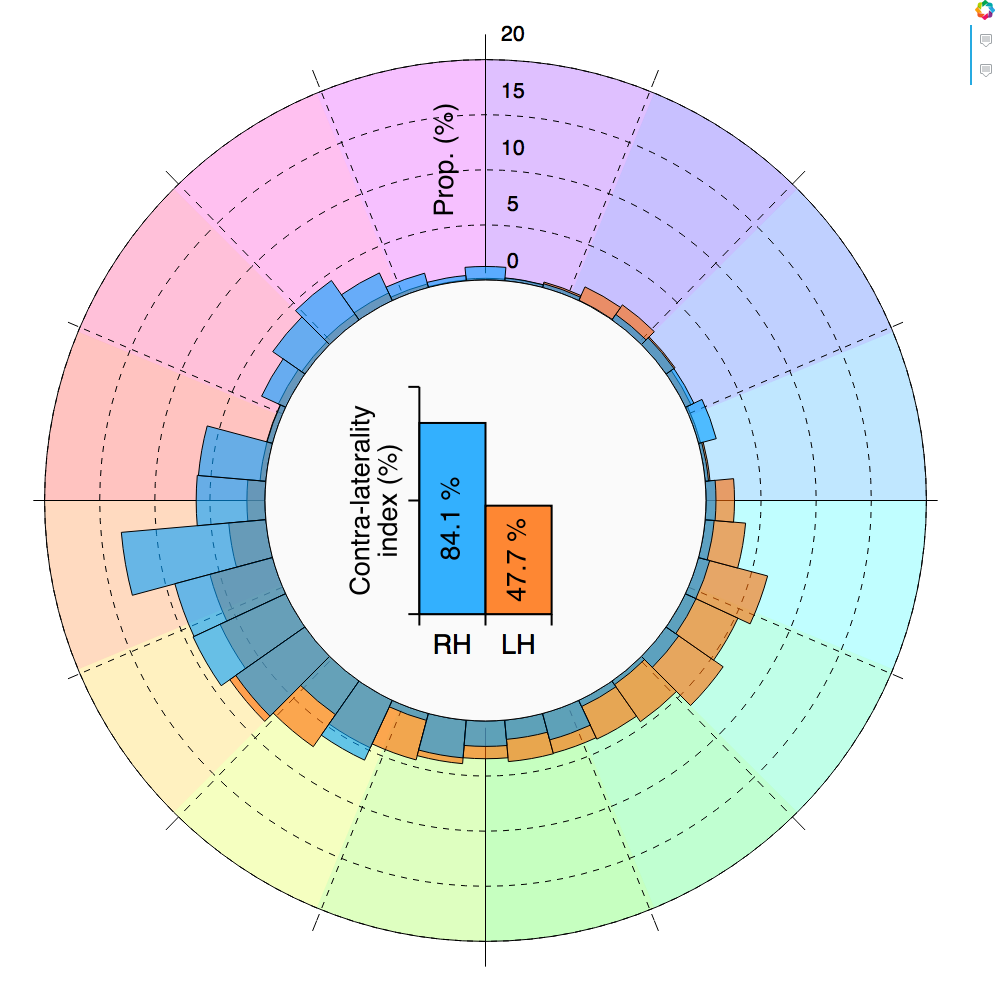 20
15
10
5
0
Prop. (%)
Contra-laterality
index (%)
84.1 %
47.7 %
RH LH